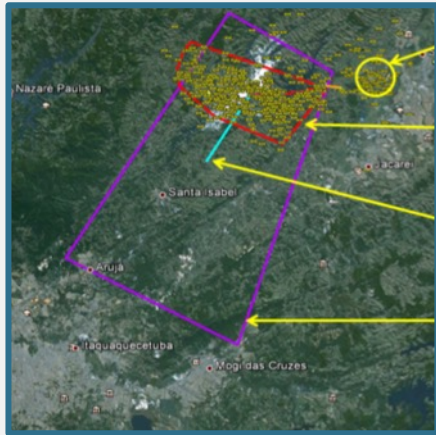 Nazaré Paulista
Jacareí
Santa Isabel
Arujá
Itaquaquecetuba
Mogi das Cruzes